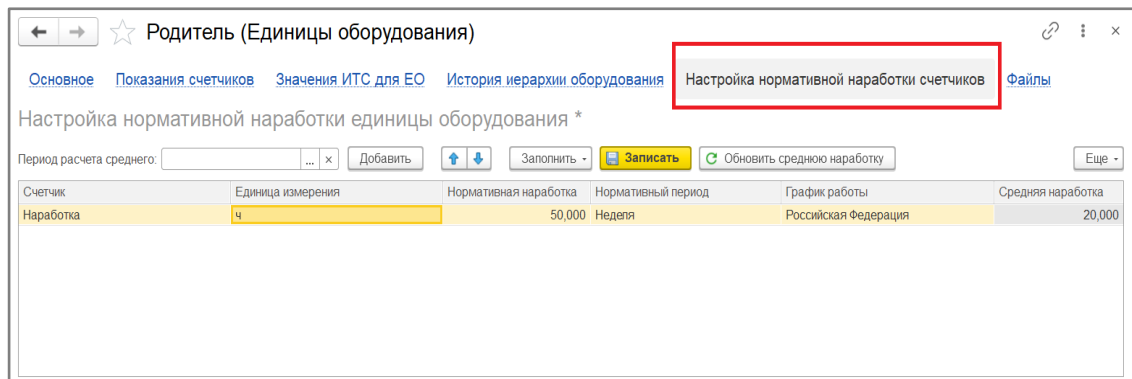 Родитель (Единицы оборудования)
Основное Показания счетчиков Значения ИТС для ЕО История иерархии оборудования Настройка нормативной наработки счетчиков Файлы
Настройка нормативной наработки единицы оборудования *
Период расчета среднего: ... × Добавить Заполнить Записать Обновить среднюю наработку Еще
Счетчик Единица измерения Нормативная наработка Нормативный период График работы Средняя наработка
Наработка ч 50,000 Неделя Российская Федерация 20,000